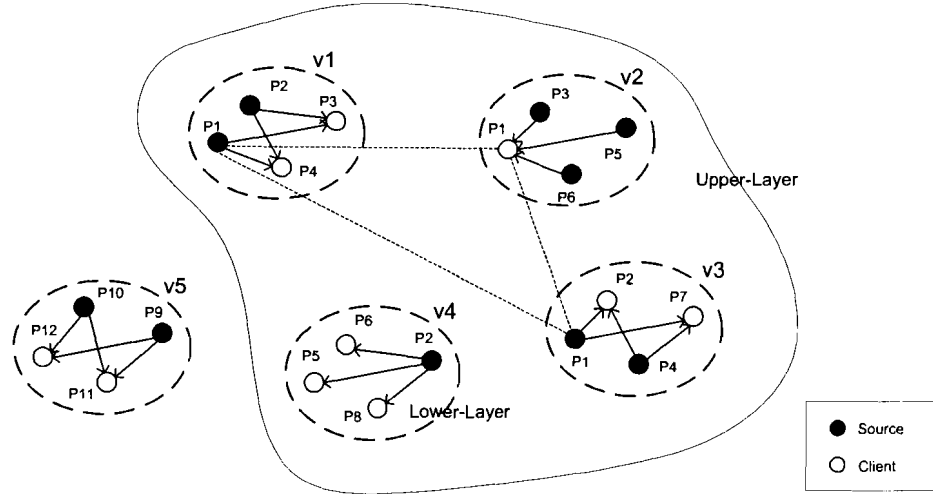 v1
P2
P3
P1
P4
v2
P3
P1
P5
P6
Upper-Layer
v3
P2
P7
P1
P4
v5
P10
P9
P12
P11
v4
P6
P2
P5
P8
Lower-Layer
Source
Client